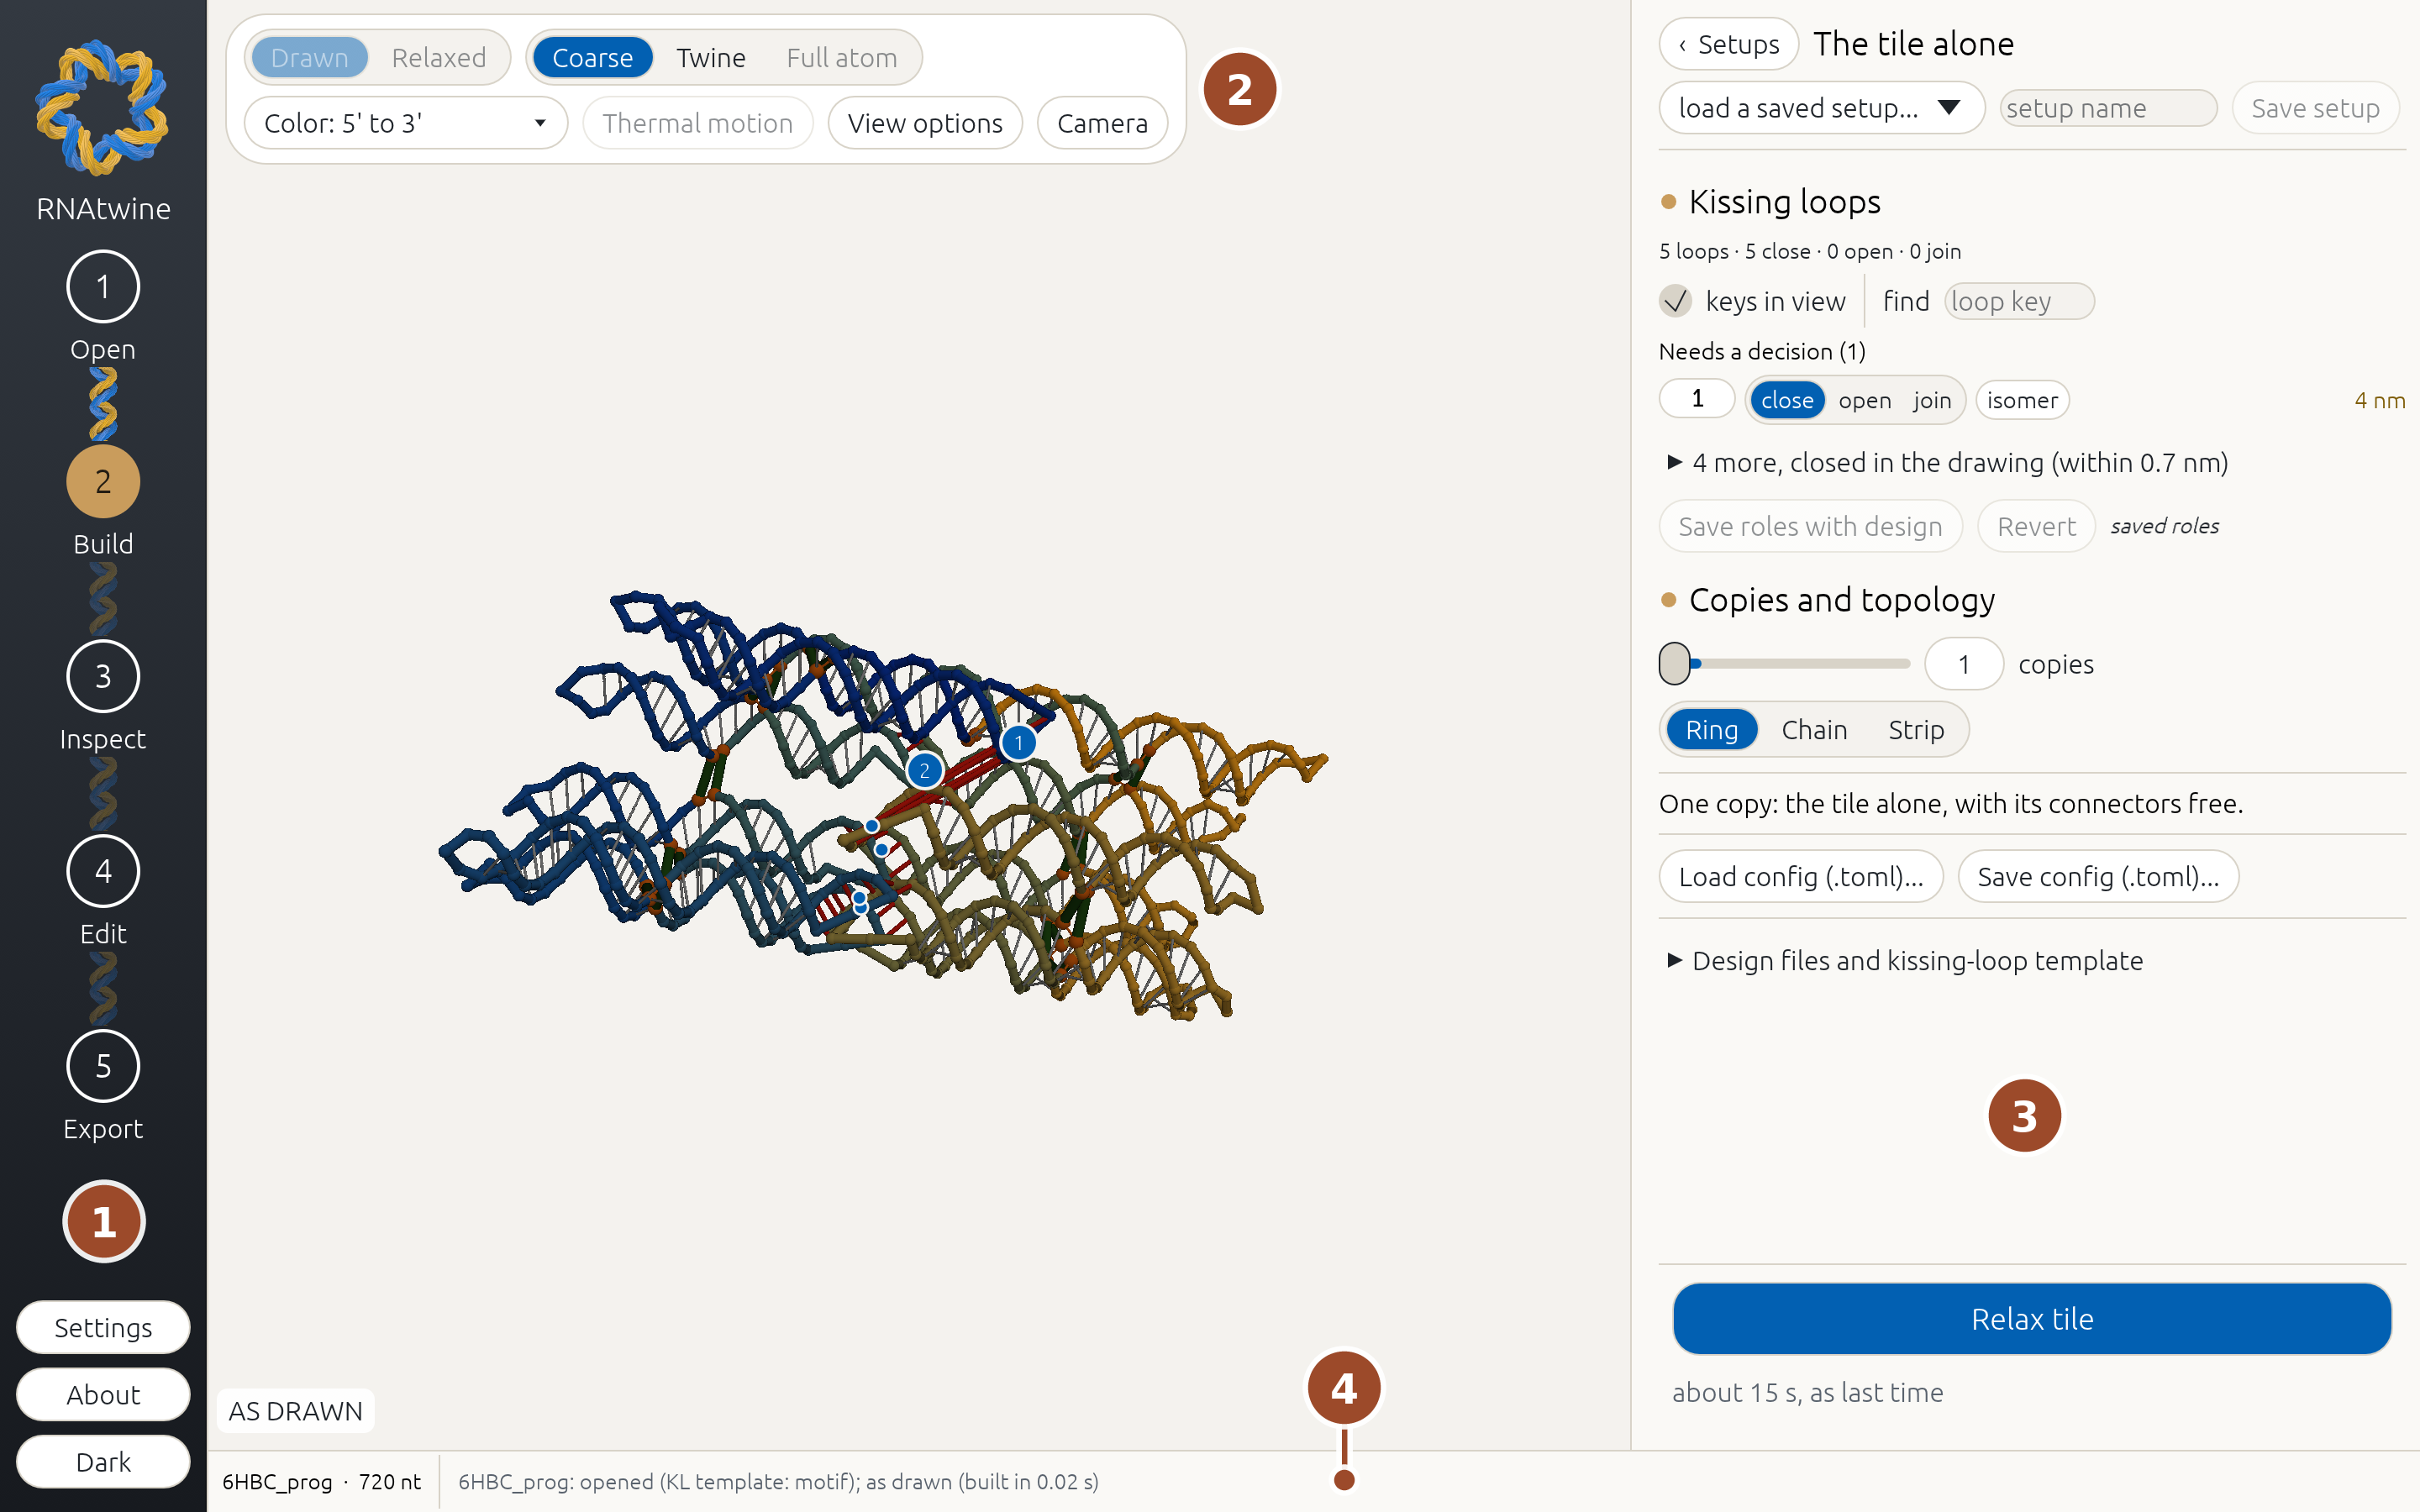 RNAtwine
1
Open
2
Build
3
Inspect
4
Edit
5
Export
1
Settings
About
Dark
Drawn Relaxed Coarse Twine Full atom
Color: 5' to 3' Thermal motion View options Camera
2
1
2
AS DRAWN
4
6HBC_prog · 720 nt 6HBC_prog: opened (KL template: motif); as drawn (built in 0.02 s)
‹ Setups The tile alone
load a saved setup... setup name Save setup
Kissing loops
5 loops · 5 close · 0 open · 0 join
keys in view find loop key
Needs a decision (1)
1 close open join isomer 4 nm
4 more, closed in the drawing (within 0.7 nm)
Save roles with design Revert saved roles
Copies and topology
1 copies
Ring Chain Strip
One copy: the tile alone, with its connectors free.
Load config (.toml)... Save config (.toml)...
Design files and kissing-loop template
3
Relax tile
about 15 s, as last time